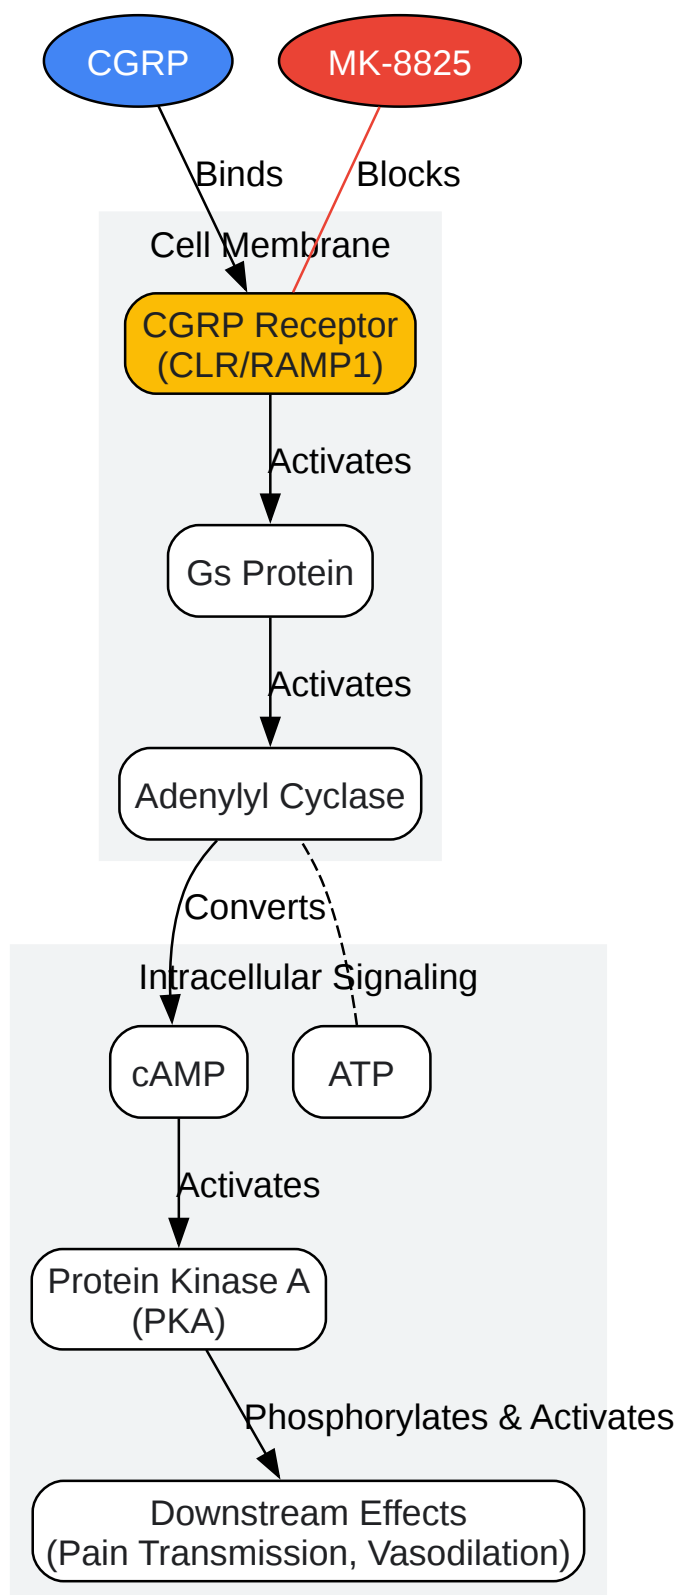 CGRP
MK-8825
Binds
Blocks
Cell Membrane
CGRP Receptor
(CLR/RAMP1)
Activates
Gs Protein
Activates
Adenylyl Cyclase
Converts
Intracellular Signaling
cAMP
ATP
Activates
Protein Kinase A
(PKA)
Phosphorylates & Activates
Downstream Effects
(Pain Transmission, Vasodilation)